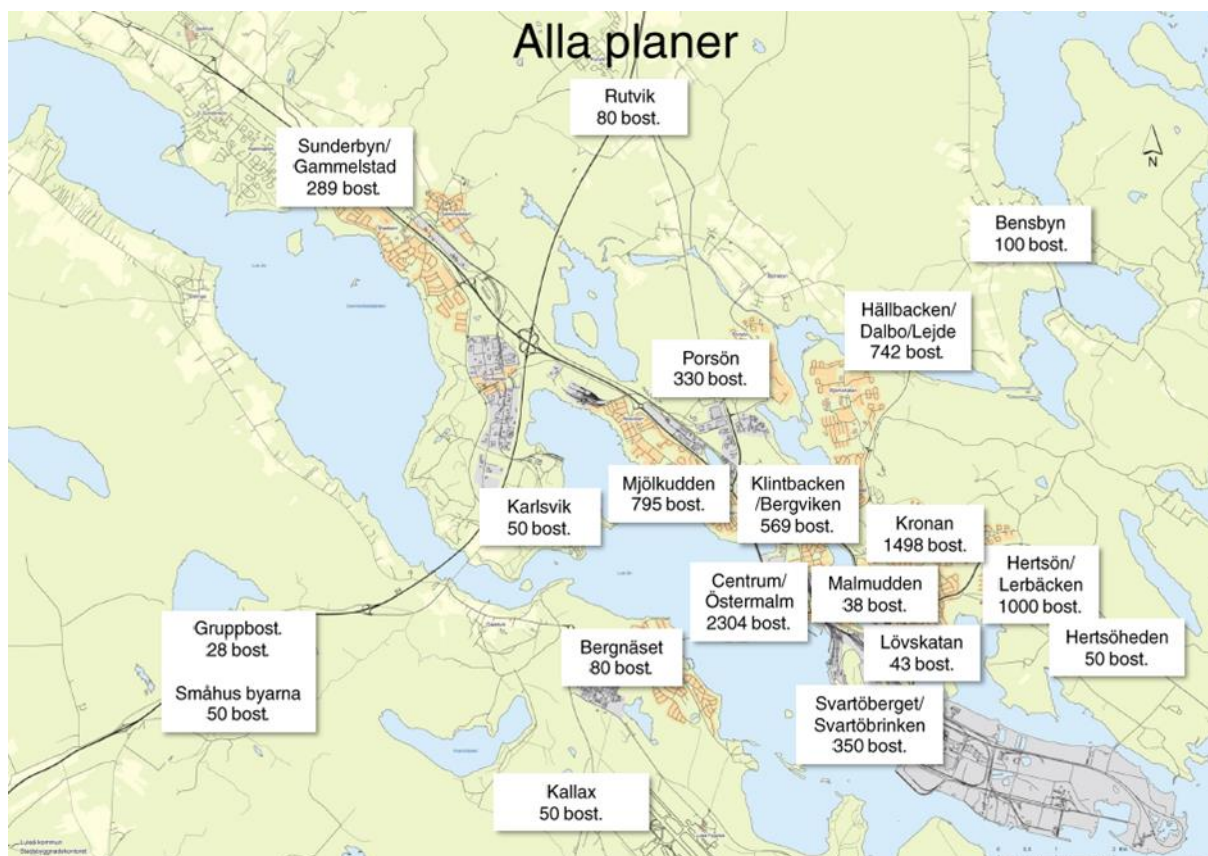 Alla planer
Rutvik
80 bost.
Sunderbyn/
Gammelstad
289 bost.
N
Bensbyn
100 bost.
Hällbacken/
Dalbo/Lejde
742 bost.
Porsön
330 bost.
Mjölkudden
795 bost.
Klintbacken
/Bergviken
569 bost.
Karlsvik
50 bost.
Kronan
1498 bost.
Hertsön/
Lerbäcken
1000 bost.
Centrum/
Östermalm
2304 bost.
Malmudden
38 bost.
Gruppbost.
28 bost.
Småhus byarna
50 bost.
Bergnäset
80 bost.
Lövskatan
43 bost.
Hertsöheden
50 bost.
Svartöberget/
Svartöbrinken
350 bost.
Kallax
50 bost.
Luleå kommun
Stadsbyggnadskontoret